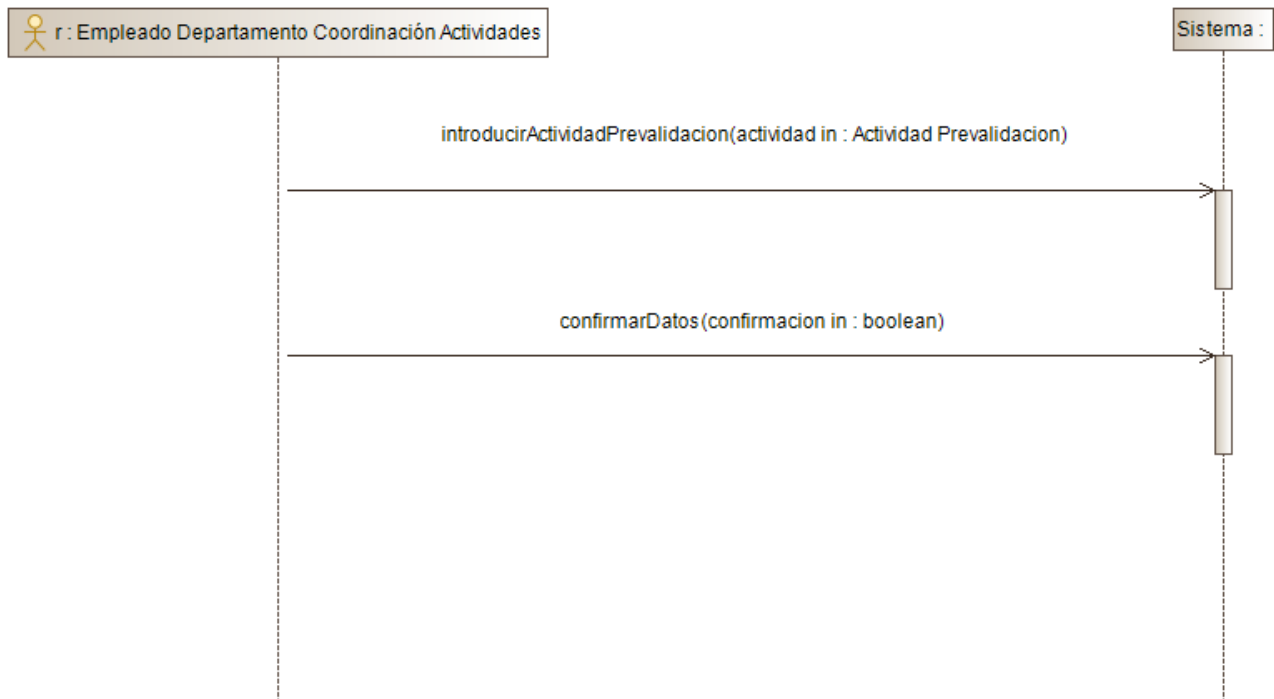 r : Empleado Departamento Coordinación Actividades
Sistema :
introducirActividadPrevalidacion(actividad in : Actividad Prevalidacion)
confirmarDatos(confirmacion in : boolean)